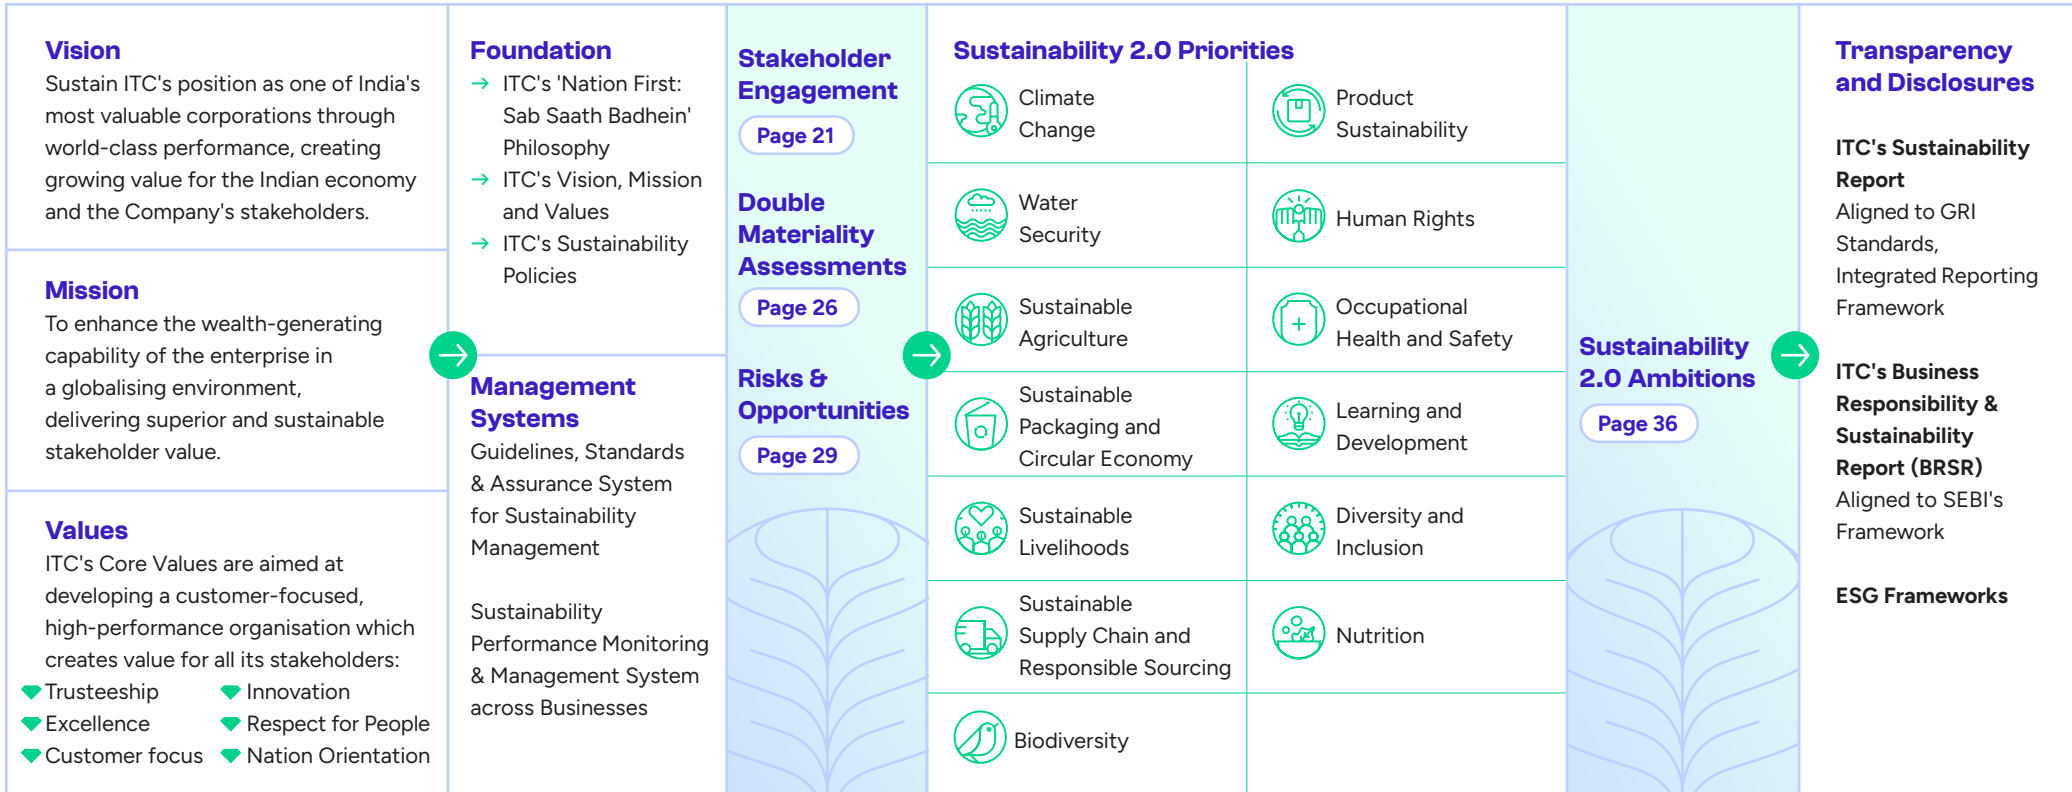 Vision
Sustain ITC's position as one of India's
most valuable corporations through
world-class performance, creating
growing value for the Indian economy
and the Company's stakeholders.
Mission
To enhance the wealth-generating
capability of the enterprise in
a globalising environment,
delivering superior and sustainable
stakeholder value.
Values
ITC's Core Values are aimed at
developing a customer-focused,
high-performance organisation which
creates value for all its stakeholders:
Trusteeship
Innovation
Excellence
Respect for People
Customer focus
Nation Orientation
Foundation
→ ITC's 'Nation First:
Sab Saath Badhein'
Philosophy
→ ITC's Vision, Mission
and Values
→ ITC's Sustainability
Policies
Management
Systems
Guidelines, Standards
& Assurance System
for Sustainability
Management
Sustainability
Performance Monitoring
& Management System
across Businesses
Stakeholder
Engagement
Page 21
Double
Materiality
Assessments
Page 26
Risks &
Opportunities
Page 29
Sustainability 2.0 Priorities
Climate
Change
Product
Sustainability
Water
Security
Human Rights
Sustainable
Agriculture
Occupational
Health and Safety
Sustainable
Packaging and
Circular Economy
Learning and
Development
Sustainable
Livelihoods
Diversity and
Inclusion
Sustainable
Supply Chain and
Responsible Sourcing
Nutrition
Biodiversity
Sustainability
2.0 Ambitions
Page 36
Transparency
and Disclosures
ITC's Sustainability
Report
Aligned to GRI
Standards,
Integrated Reporting
Framework
ITC's Business
Responsibility &
Sustainability
Report (BRSR)
Aligned to SEBI's
Framework
ESG Frameworks